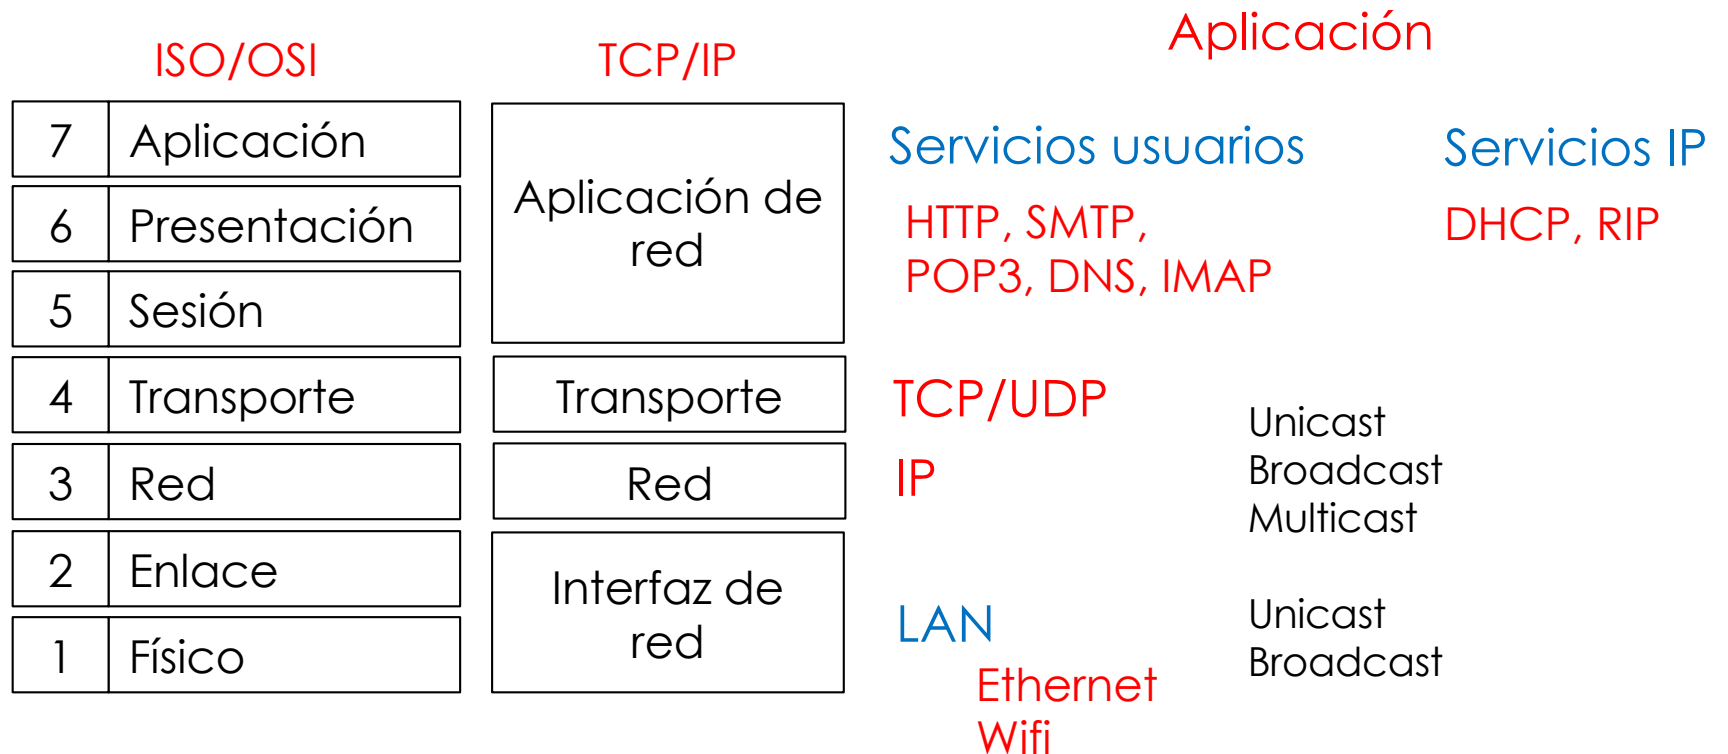 ISO/OSI
7 Aplicación
6 Presentación
5 Sesión
4 Transporte
3 Red
2 Enlace
1 Físico
TCP/IP
Aplicación de
red
Transporte
Red
Interfaz de
red
Aplicación
Servicios usuarios
HTTP, SMTP,
POP3, DNS, IMAP
Servicios IP
DHCP, RIP
TCP/UDP
IP
Unicast
Broadcast
Multicast
LAN
Ethernet
Wifi
Unicast
Broadcast